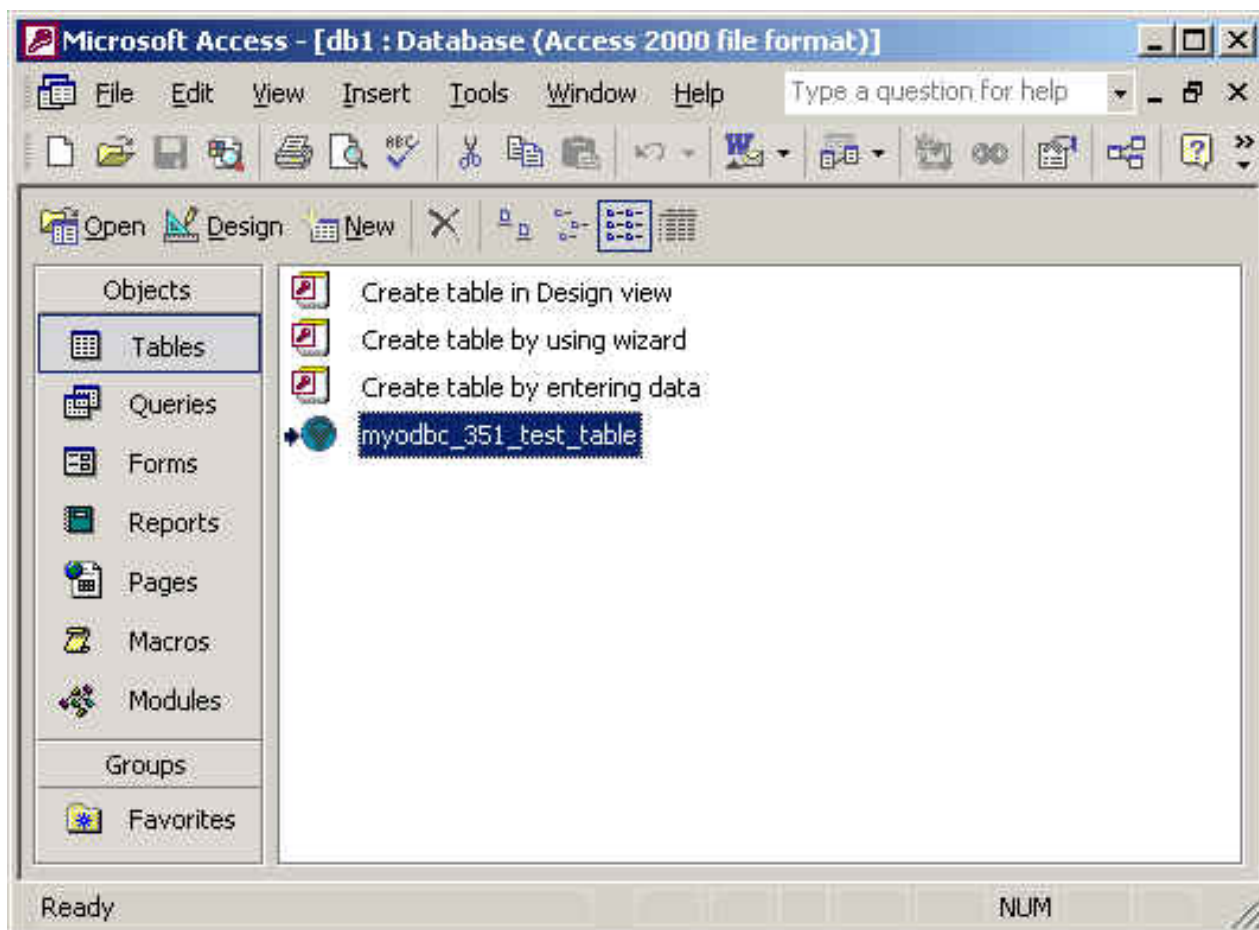 Microsoft Access - [db1 : Database (Access 2000 file format)]
File Edit View Insert Tools Window Help Type a question for help
ABC W ?
Open Design New
Objects
Tables
Queries
Forms
Reports
Pages
Macros
Modules
Groups
Favorites
Create table in Design view
Create table by using wizard
Create table by entering data
myodbc_351_test_table
Ready NUM